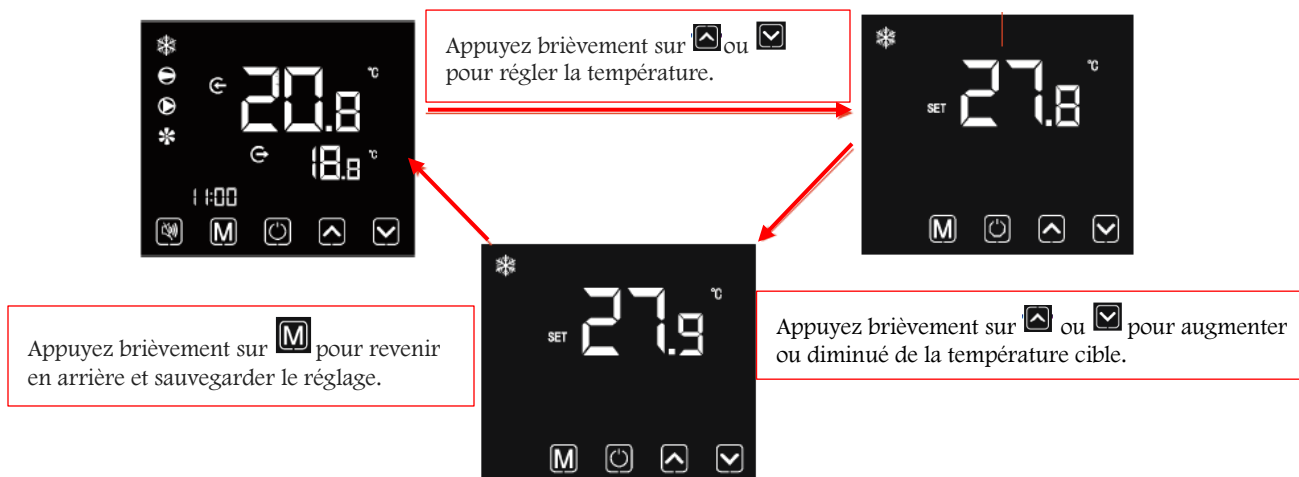 20.8 °C
18.8 °C
11:00
M
Appuyez brièvement sur ou
pour régler la température.
SET 27.8 °C
M
Appuyez brièvement sur ou pour augmenter
ou diminué de la température cible.
SET 27.9 °C
M
Appuyez brièvement sur M pour revenir
en arrière et sauvegarder le réglage.